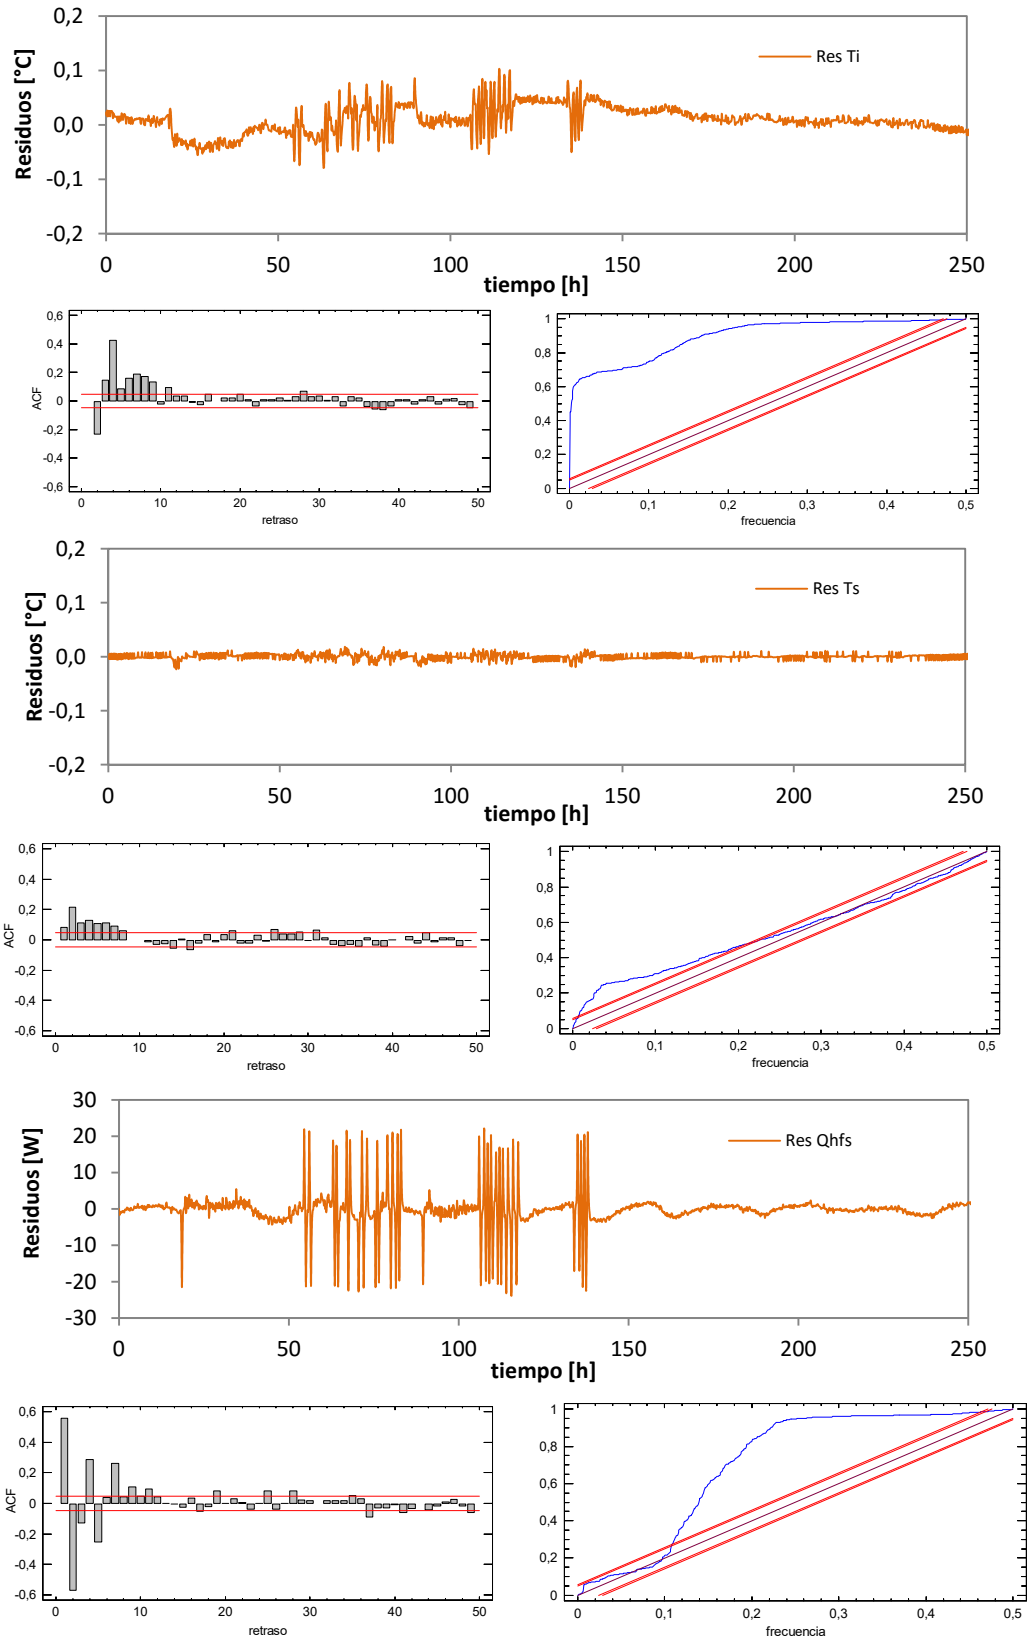 0,2
0,1
0,0
-0,1
-0,2
Residuos [°C]
Res Ti
0 50 100 150 200 250
tiempo [h]
0,6
0,4
0,2
0
-0,2
-0,4
-0,6
ACF
0 10 20 30 40 50
retraso
1
0,8
0,6
0,4
0,2
0
0 0,1 0,2 0,3 0,4 0,5
frecuencia
0,2
0,1
0,0
-0,1
-0,2
Residuos [°C]
Res Ts
0 50 100 150 200 250
tiempo [h]
0,6
0,4
0,2
0
-0,2
-0,4
-0,6
ACF
0 10 20 30 40 50
retraso
1
0,8
0,6
0,4
0,2
0
0 0,1 0,2 0,3 0,4 0,5
frecuencia
30
20
10
0
-10
-20
-30
Residuos [W]
Res Qhfs
0 50 100 150 200 250
tiempo [h]
0,6
0,4
0,2
0
-0,2
-0,4
-0,6
ACF
0 10 20 30 40 50
retraso
1
0,8
0,6
0,4
0,2
0
0 0,1 0,2 0,3 0,4 0,5
frecuencia